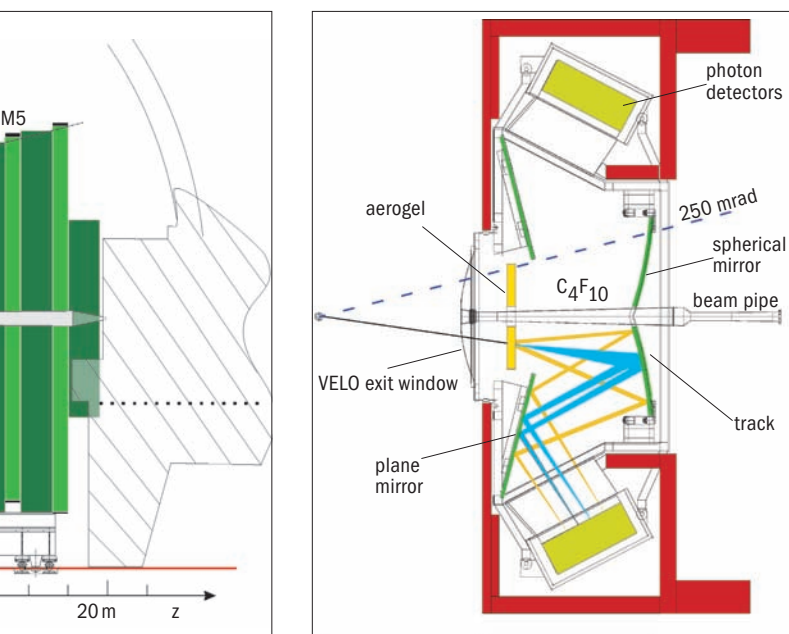 M5
20 m
z
photon
detectors
aerogel
250 mrad
spherical
mirror
C₄F₁₀
beam pipe
VELO exit window
track
plane
mirror